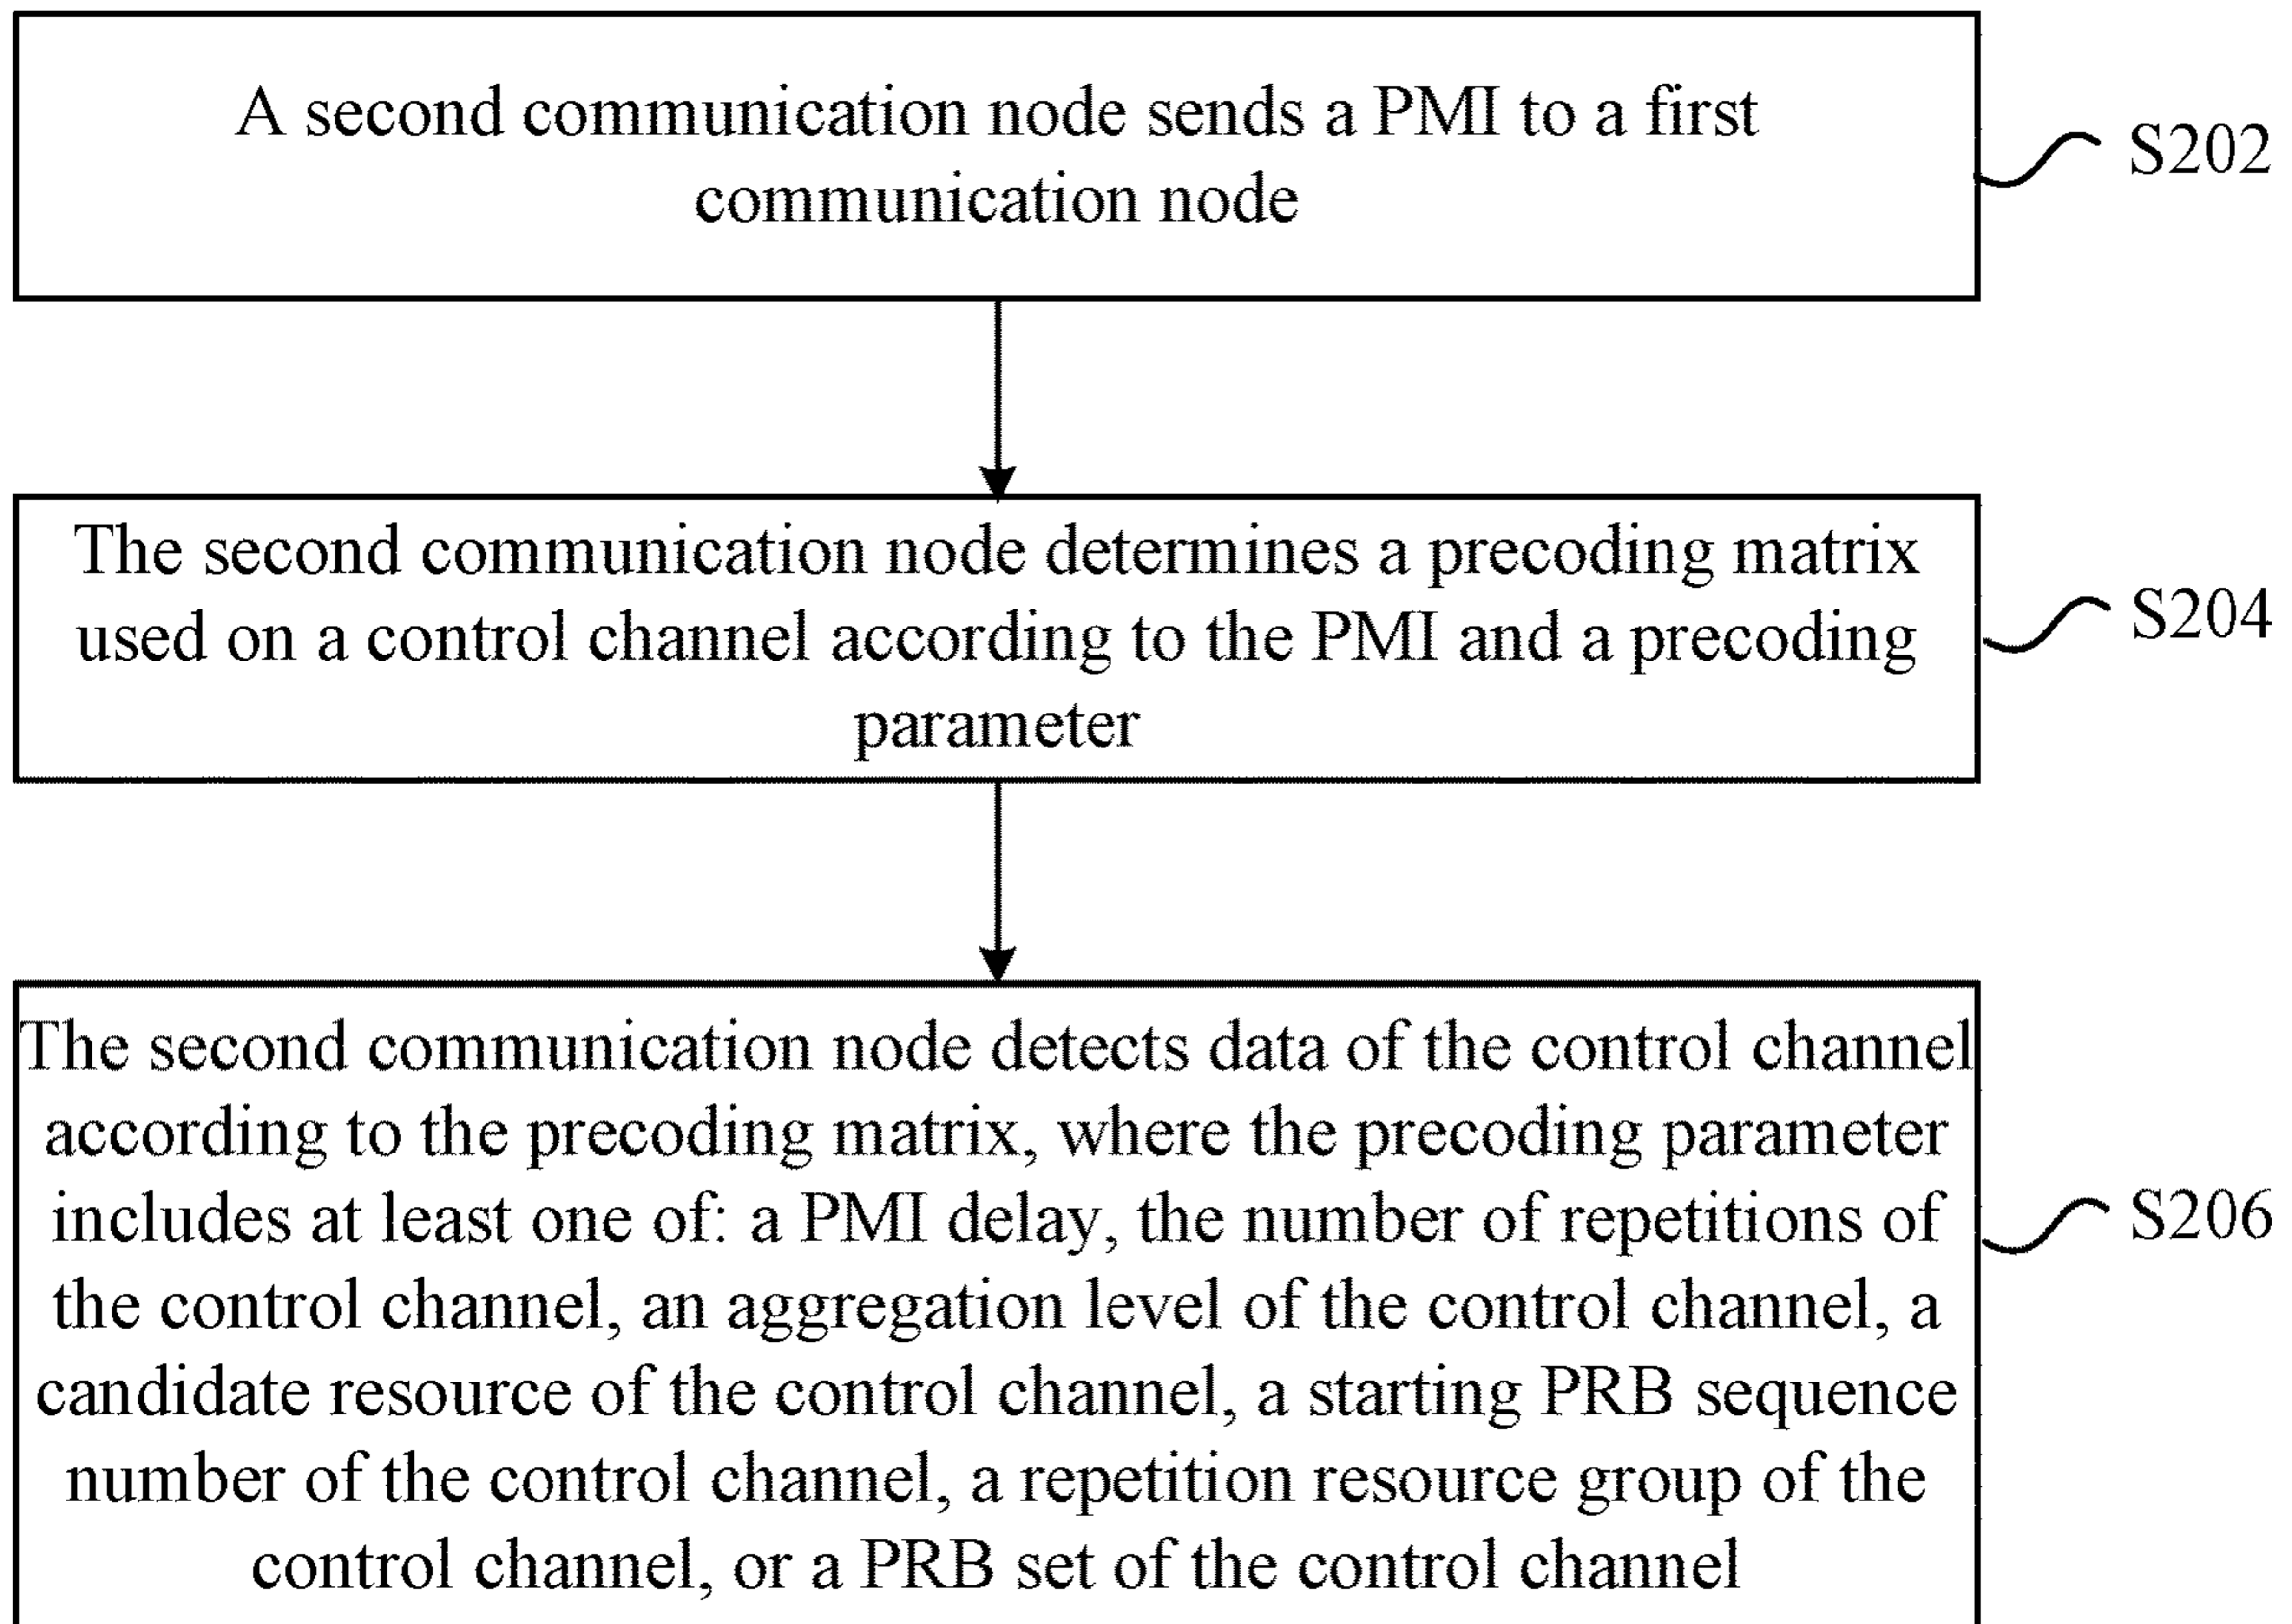 A second communication node sends a PMI to a first
communication node
S202
The second communication node determines a precoding matrix
used on a control channel according to the PMI and a precoding
parameter
S204
The second communication node detects data of the control channel
according to the precoding matrix, where the precoding parameter
includes at least one of: a PMI delay, the number of repetitions of
the control channel, an aggregation level of the control channel, a
candidate resource of the control channel, a starting PRB sequence
number of the control channel, a repetition resource group of the
control channel, or a PRB set of the control channel
S206